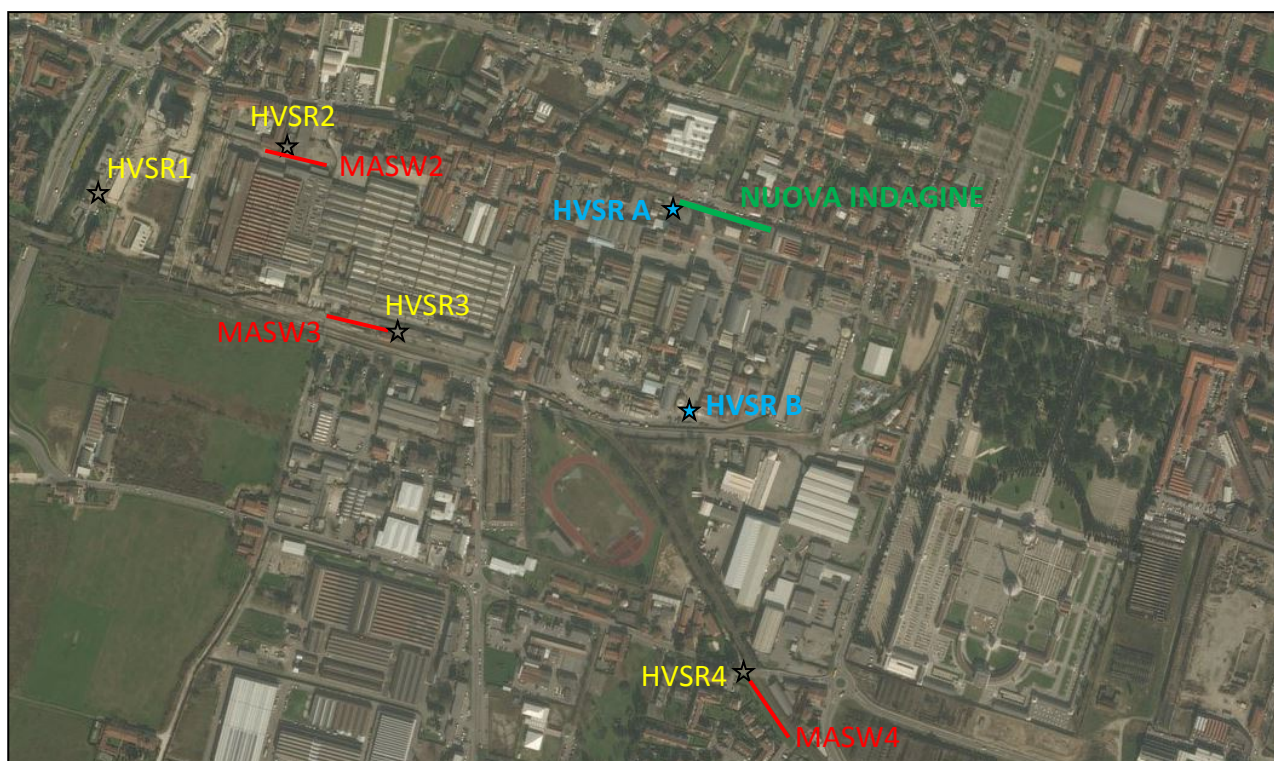 HVSR2
HVSR1
MASW2
HVSR A
NUOVA INDAGINE
HVSR3
MASW3
HVSR B
HVSR4
MASW4